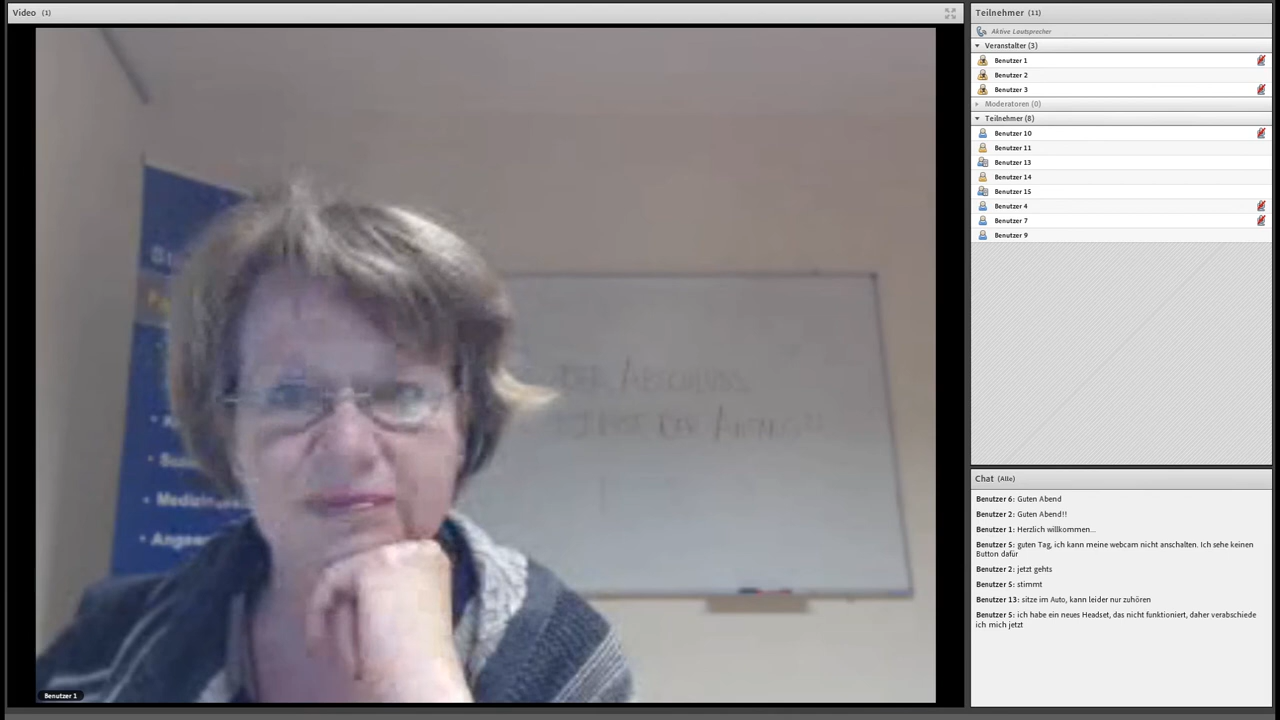 Video (1)
Teilnehmer (11)
Aktive Lautsprecher
Veranstalter (3)
Benutzer 1
Benutzer 2
Benutzer 3
Moderatoren (0)
Teilnehmer (8)
Benutzer 10
Benutzer 11
Benutzer 13
Benutzer 14
Benutzer 15
Benutzer 4
Benutzer 7
Benutzer 9
DER ABSCHLUSS
DER
Medizin
Benutzer 1
Chat (Alle)
Benutzer 6: Guten Abend
Benutzer 2: Guten Abend!!
Benutzer 1: Herzlich willkommen...
Benutzer 5: guten Tag, ich kann meine webcam nicht anschalten. Ich sehe keinen
Button dafür
Benutzer 2: jetzt gehts
Benutzer 5: stimmt
Benutzer 13: sitze im Auto, kann leider nur zuhören
Benutzer 5: ich habe ein neues Headset, das nicht funktioniert, daher verabschiede
ich mich jetzt